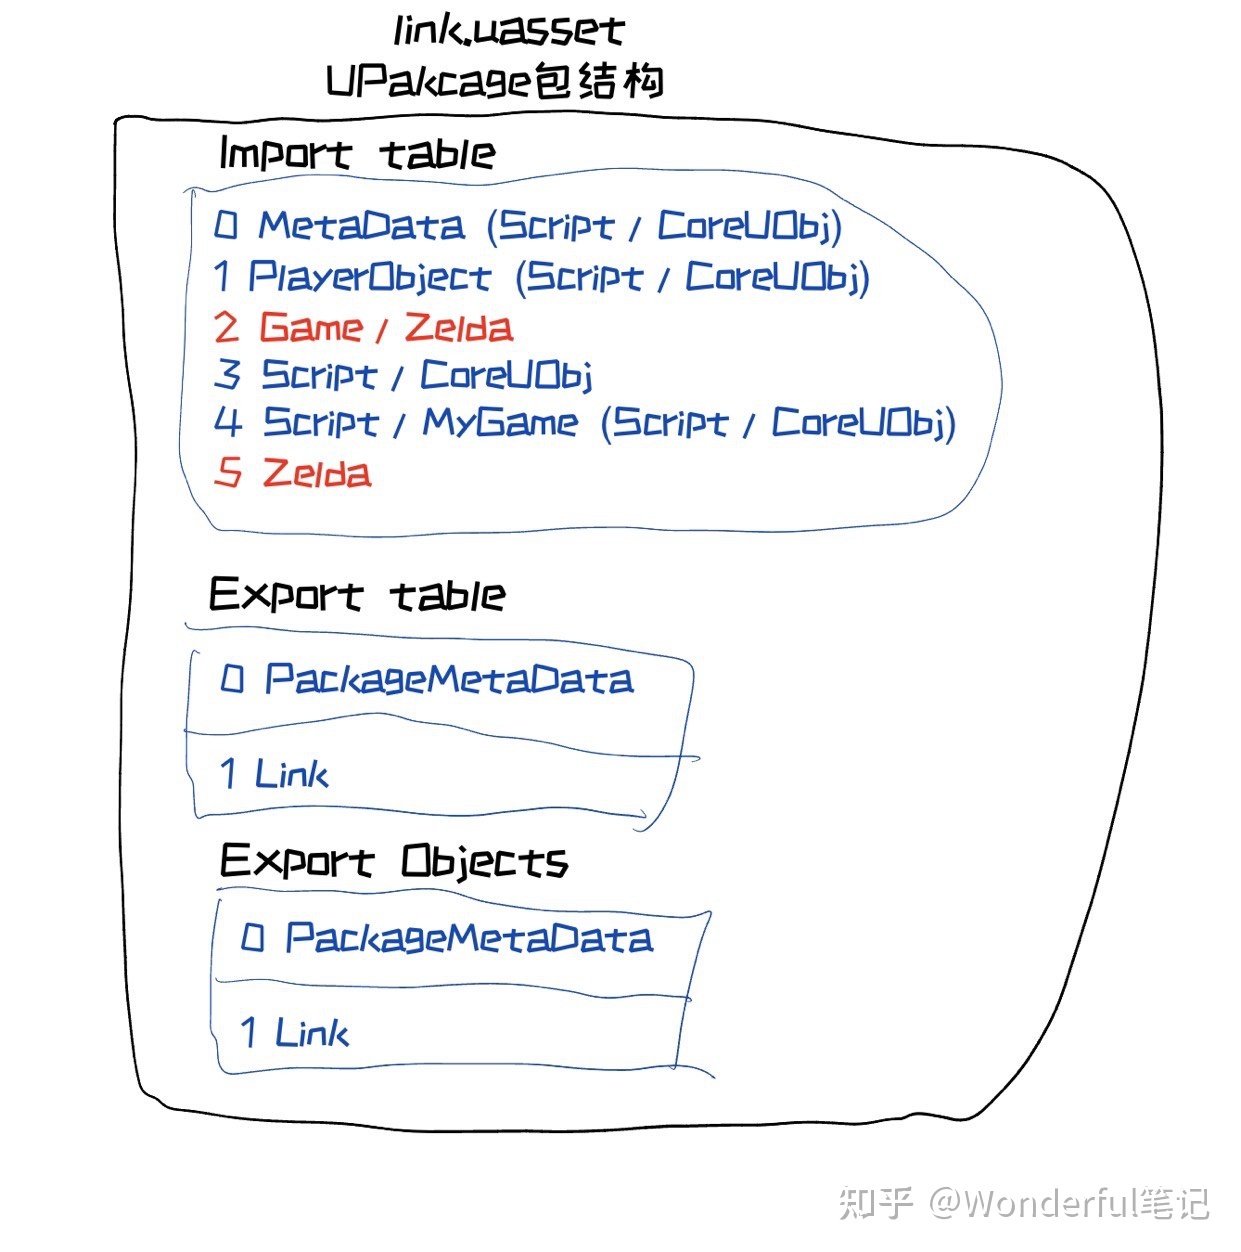 link.uasset
UPakcage包结构
Import table
0 MetaData (Script / CoreUObj)
1 PlayerObject (Script / CoreUObj)
2 Game / Zelda
3 Script / CoreUObj
4 Script / MyGame (Script / CoreUObj)
5 Zelda
Export table
0 PackageMetaData
1 Link
Export Objects
0 PackageMetaData
1 Link
知乎 @Wonderful笔记